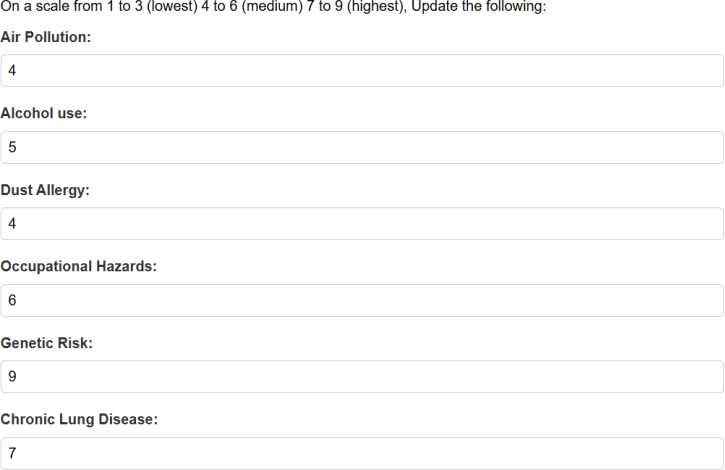 On a scale from 1 to 3 (lowest) 4 to 6 (medium) 7 to 9 (highest), Update the following:
Air Pollution:
4
Alcohol use:
5
Dust Allergy:
4
Occupational Hazards:
6
Genetic Risk:
9
Chronic Lung Disease:
7